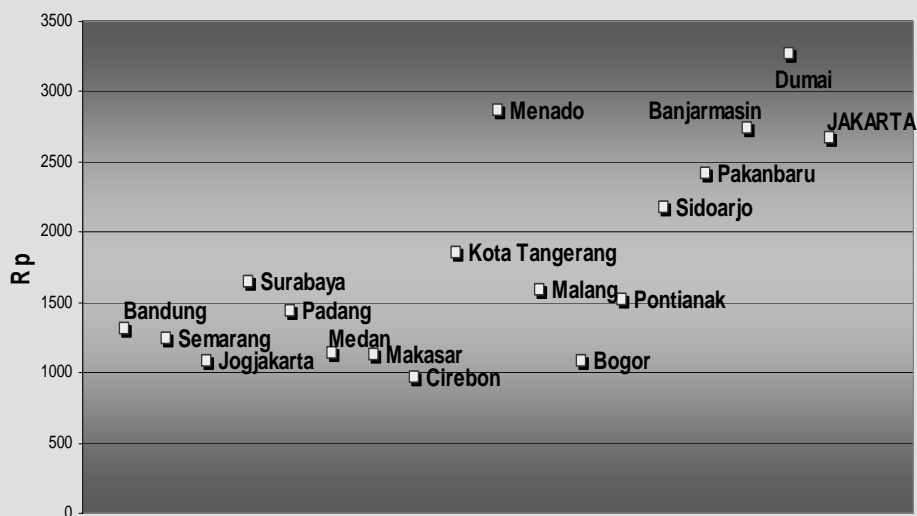 3500
3000
2500
2000
1500
1000
500
0
Rp
Dumai
Menado
Banjarmasin
JAKARTA
Pakanbaru
Sidoarjo
Kota Tangerang
Surabaya
Malang
Pontianak
Bandung
Padang
Semarang
Medan
Jogjakarta
Makasar
Bogor
Cirebon